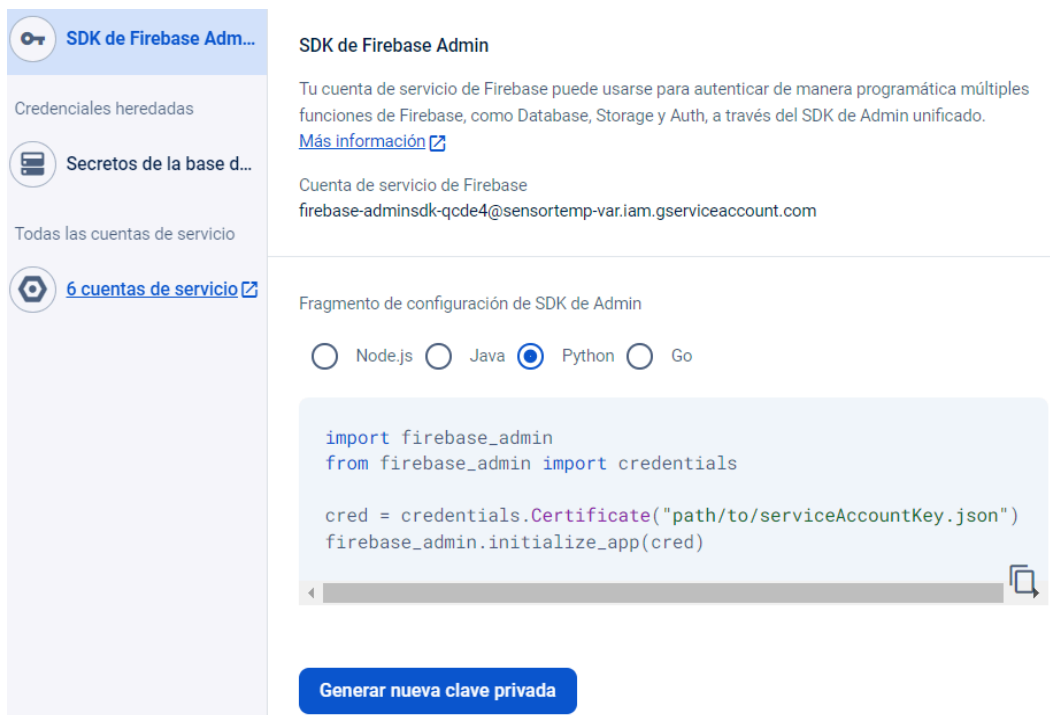 SDK de Firebase Adm...
Credenciales heredadas
Secretos de la base d...
Todas las cuentas de servicio
6 cuentas de servicio
SDK de Firebase Admin
Tu cuenta de servicio de Firebase puede usarse para autenticar de manera programática múltiples
funciones de Firebase, como Database, Storage y Auth, a través del SDK de Admin unificado.
Más información
Cuenta de servicio de Firebase
firebase-adminsdk-qcde4@sensortemp-var.iam.gserviceaccount.com
Fragmento de configuración de SDK de Admin
Node.js Java Python Go
import firebase_admin
from firebase_admin import credentials
cred = credentials.Certificate("path/to/serviceAccountKey.json")
firebase_admin.initialize_app(cred)
Generar nueva clave privada